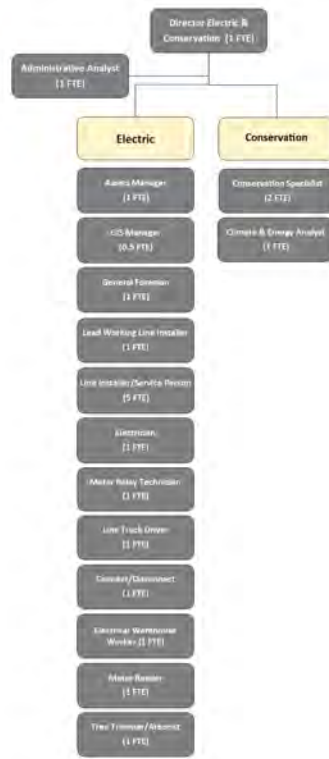 Director Electric &
Conservation (1 FTE)
Administrative Analyst
(1 FTE)
Electric
Conservation
Assets Manager
(1 FTE)
Conservation Specialist
(2 FTE)
GIS Manager
(0.5 FTE)
Climate & Energy Analyst
(1 FTE)
General Foreman
(1 FTE)
Lead Working Line Installer
(1 FTE)
Line Installer/Service Person
(5 FTE)
Electrician
(1 FTE)
Meter Relay Technician
(1 FTE)
Line Truck Driver
(1 FTE)
Connect/Disconnect
(1 FTE)
Electrical Warehouse
Worker (1 FTE)
Meter Reader
(1 FTE)
Tree Trimmer/Arborist
(1 FTE)